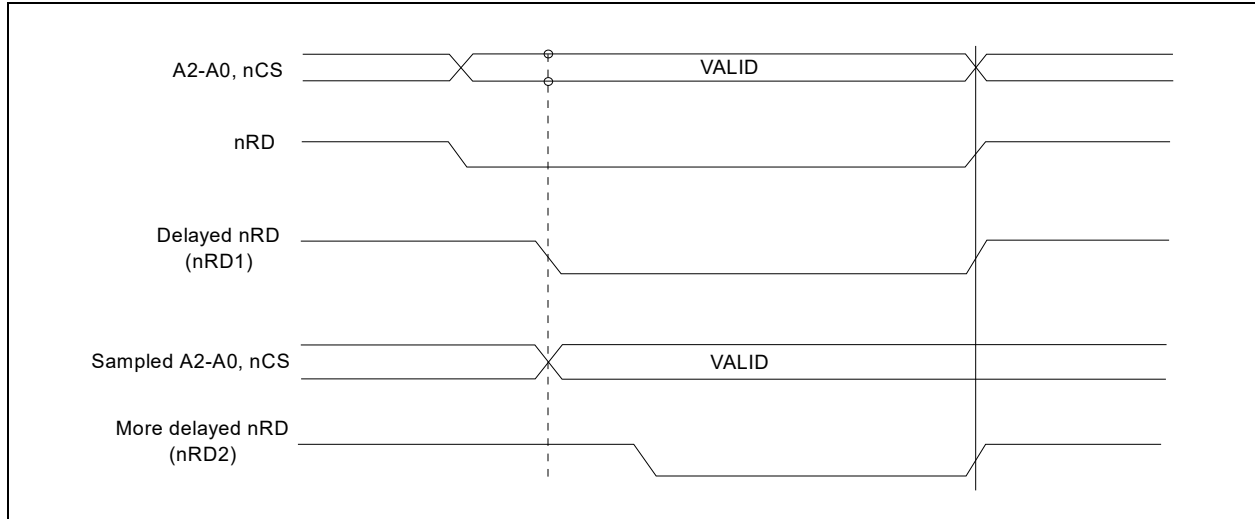 A2-A0, nCS
VALID
nRD
Delayed nRD
(nRD1)
Sampled A2-A0, nCS
VALID
More delayed nRD
(nRD2)